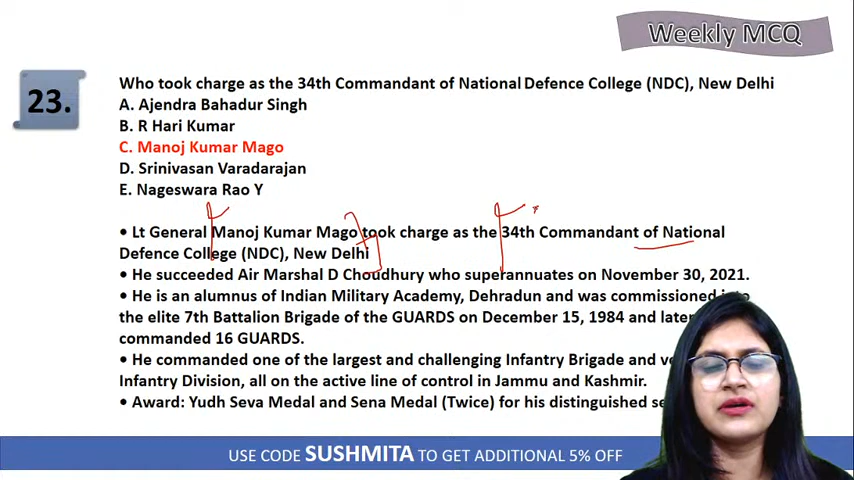 Weekly MCQ
23.
Who took charge as the 34th Commandant of National Defence College (NDC), New Delhi
A. Ajendra Bahadur Singh
B. R Hari Kumar
C. Manoj Kumar Mago
D. Srinivasan Varadarajan
E. Nageswara Rao Y
• Lt General Manoj Kumar Mago took charge as the 34th Commandant of National
Defence College (NDC), New Delhi
• He succeeded Air Marshal D Choudhury who superannuates on November 30, 2021.
• He is an alumnus of Indian Military Academy, Dehradun and was commissioned into
the elite 7th Battalion Brigade of the GUARDS on December 15, 1984 and later
commanded 16 GUARDS.
• He commanded one of the largest and challenging Infantry Brigade and
Infantry Division, all on the active line of control in Jammu and Kashmir.
• Award: Yudh Seva Medal and Sena Medal (Twice) for his distinguished
USE CODE SUSHMITA TO GET ADDITIONAL 5% OFF